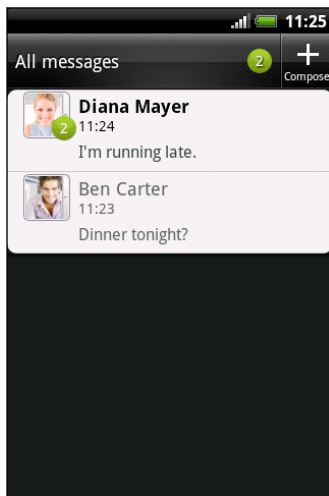 11:25
All messages
2
Compose
Diana Mayer
2
11:24
I'm running late.
Ben Carter
11:23
Dinner tonight?